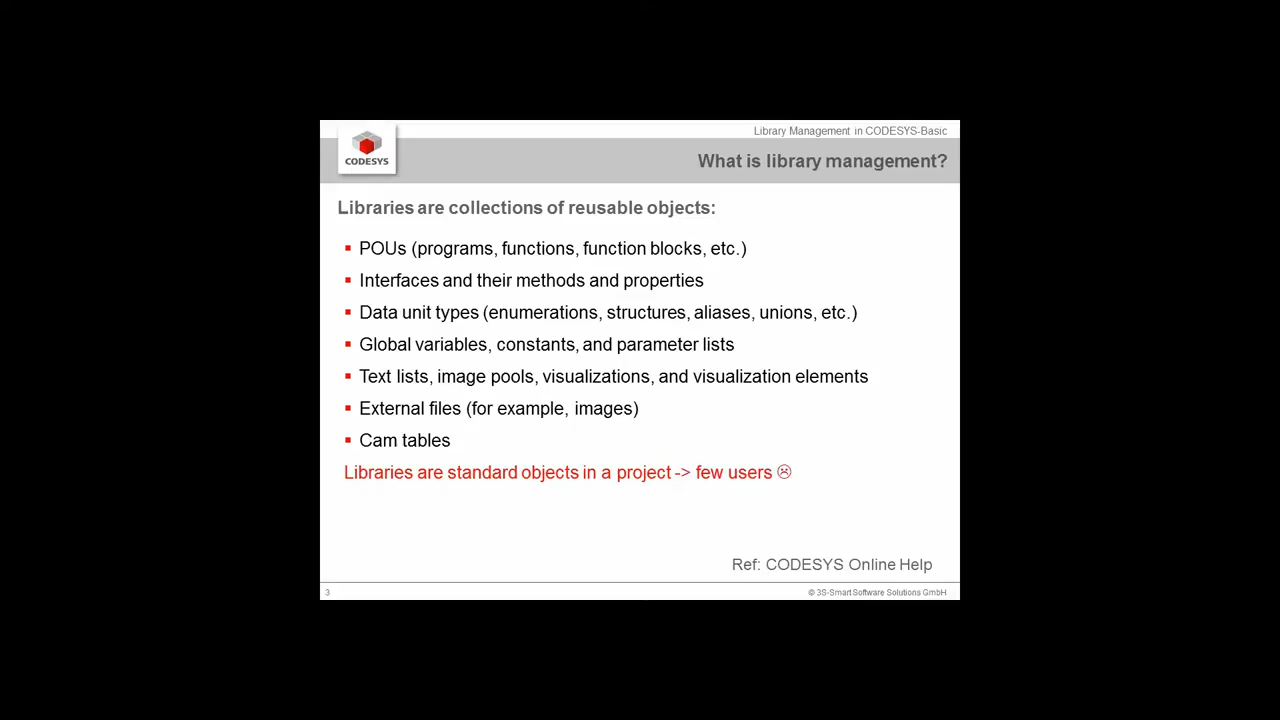 Library Management in CODESYS-Basic
CODESYS
What is library management?
Libraries are collections of reusable objects:
▪ POUs (programs, functions, function blocks, etc.)
▪ Interfaces and their methods and properties
▪ Data unit types (enumerations, structures, aliases, unions, etc.)
▪ Global variables, constants, and parameter lists
▪ Text lists, image pools, visualizations, and visualization elements
▪ External files (for example, images)
▪ Cam tables
Libraries are standard objects in a project -> few users ☹
Ref: CODESYS Online Help
3
© 3S-Smart Software Solutions GmbH